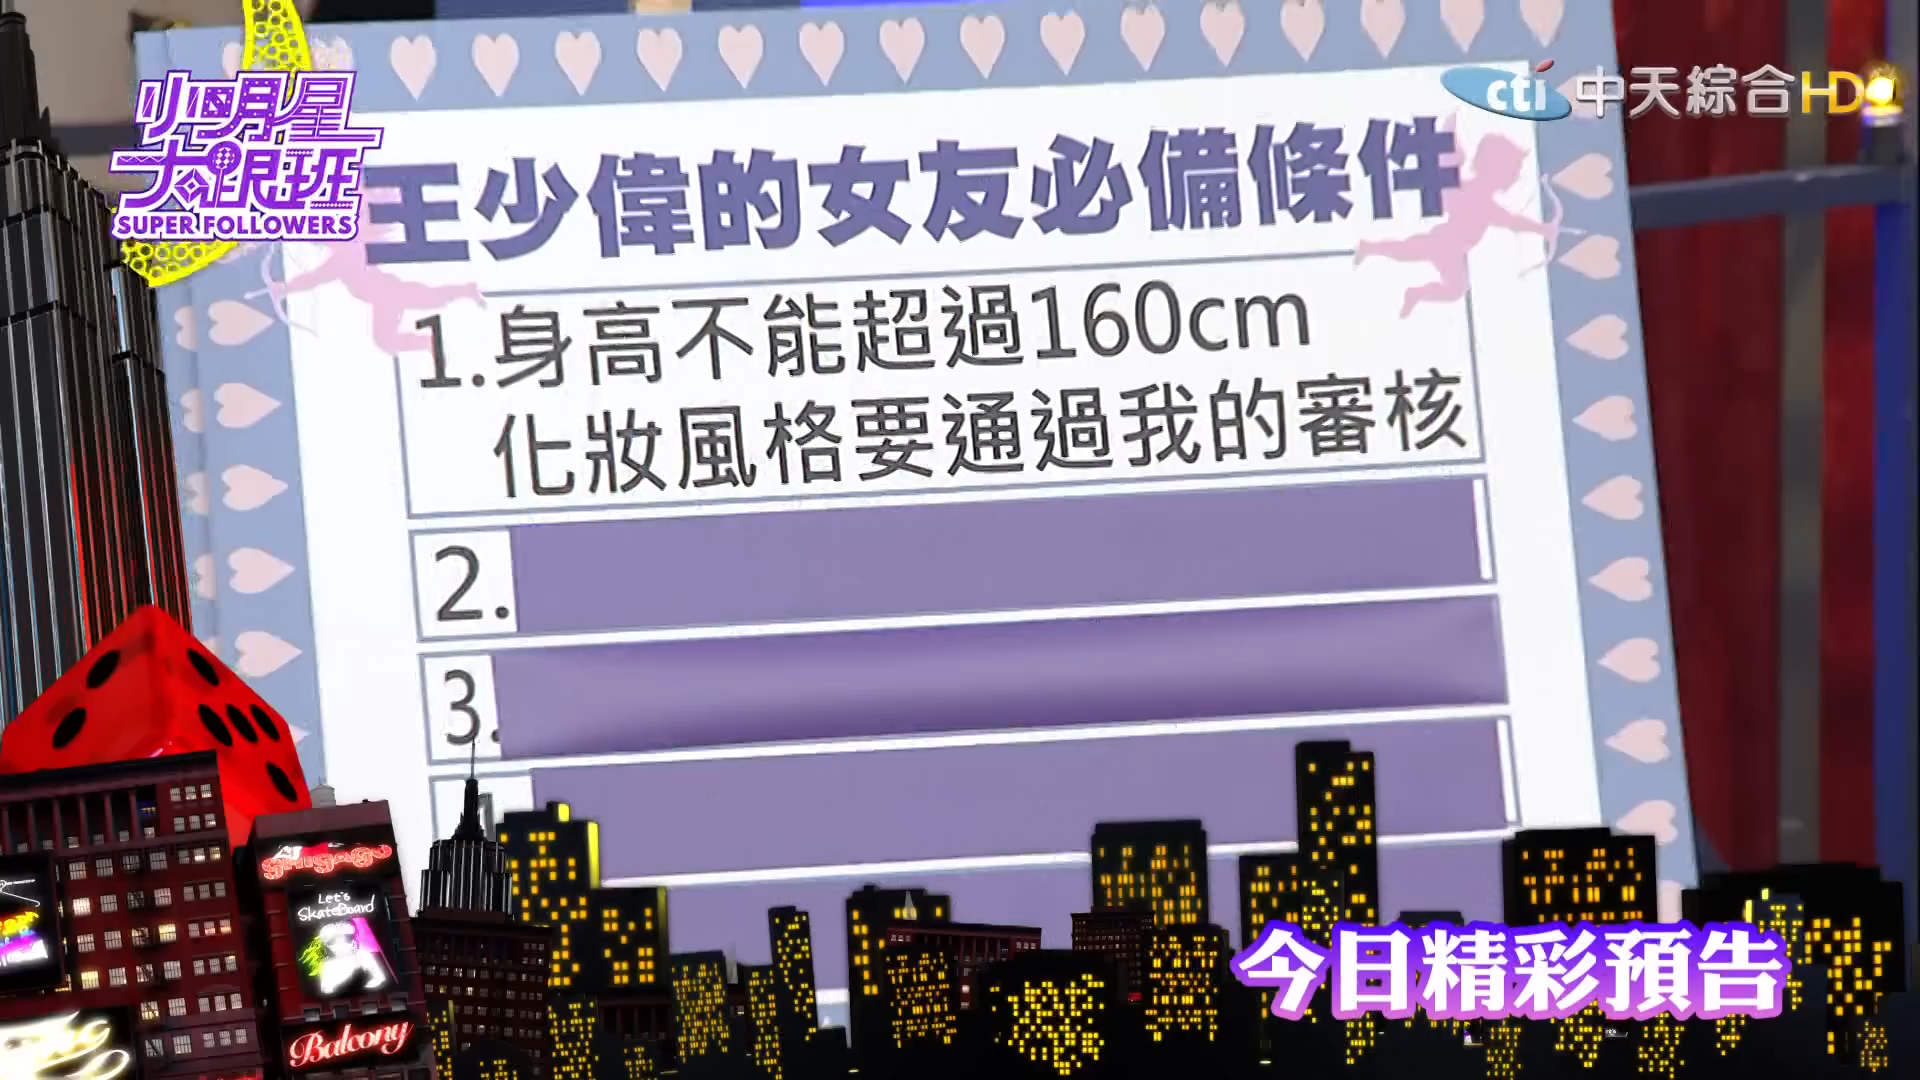 小明星
大跟班
SUPER FOLLOWERS
cti 中天綜合HD
王少偉的女友必備條件
1.身高不能超過160cm
化妝風格要通過我的審核
2.
3.
Let's
SkateBoard
Balcony
今日精彩預告